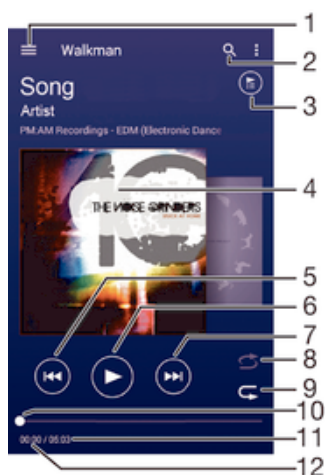 1
Walkman
2
Song
3
Artist
PM:AM Recordings - EDM (Electronic Dance
4
THE NOISE GRINDERS
5
6
7
8
9
10
00:00 / 05:03
11
12